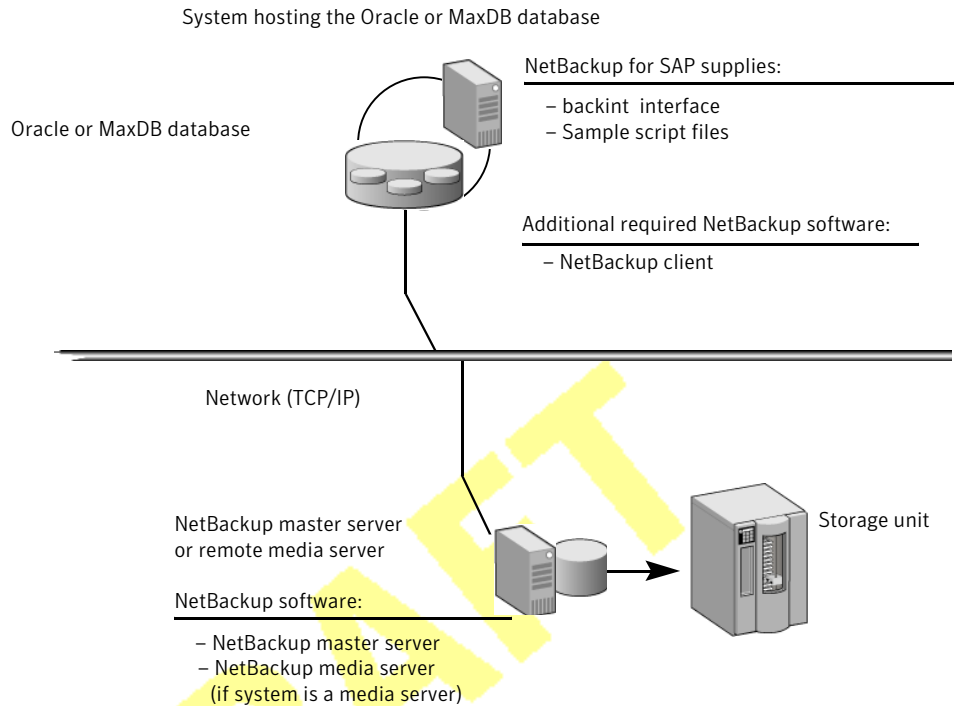 System hosting the Oracle or MaxDB database
NetBackup for SAP supplies:
– backint interface
– Sample script files
Oracle or MaxDB database
Additional required NetBackup software:
– NetBackup client
Network (TCP/IP)
NetBackup master server
or remote media server
Storage unit
NetBackup software:
– NetBackup master server
– NetBackup media server
(if system is a media server)